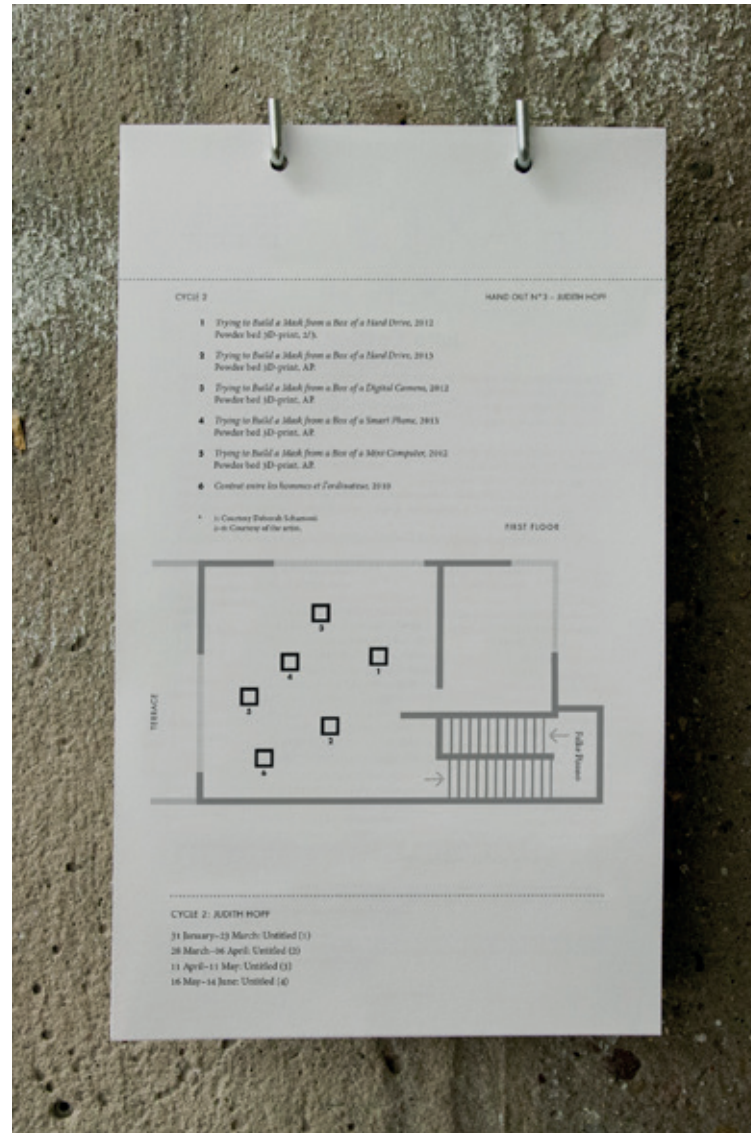 CYCLE 2
HAND OUT N°3 – JUDITH HOPF
1 Trying to Build a Mask from a Box of a Hard Drive, 2012
Powder bed 3D-print, 2/3.
2 Trying to Build a Mask from a Box of a Hard Drive, 2013
Powder bed 3D-print, AP.
3 Trying to Build a Mask from a Box of a Digital Camera, 2012
Powder bed 3D-print, AP.
4 Trying to Build a Mask from a Box of a Smart Phone, 2013
Powder bed 3D-print, AP.
5 Trying to Build a Mask from a Box of a Mini Computer, 2012
Powder bed 3D-print, AP.
6 Contrat entre les hommes et l'ordinateur, 2010
* 1: Courtesy Deborah Schamoni
2–6: Courtesy of the artist.
FIRST FLOOR
TERRACE
4
1
2
6
Falke Pisano
CYCLE 2: JUDITH HOPF
31 January–23 March: Untitled (1)
28 March–06 April: Untitled (2)
11 April–11 May: Untitled (3)
16 May–14 June: Untitled (4)